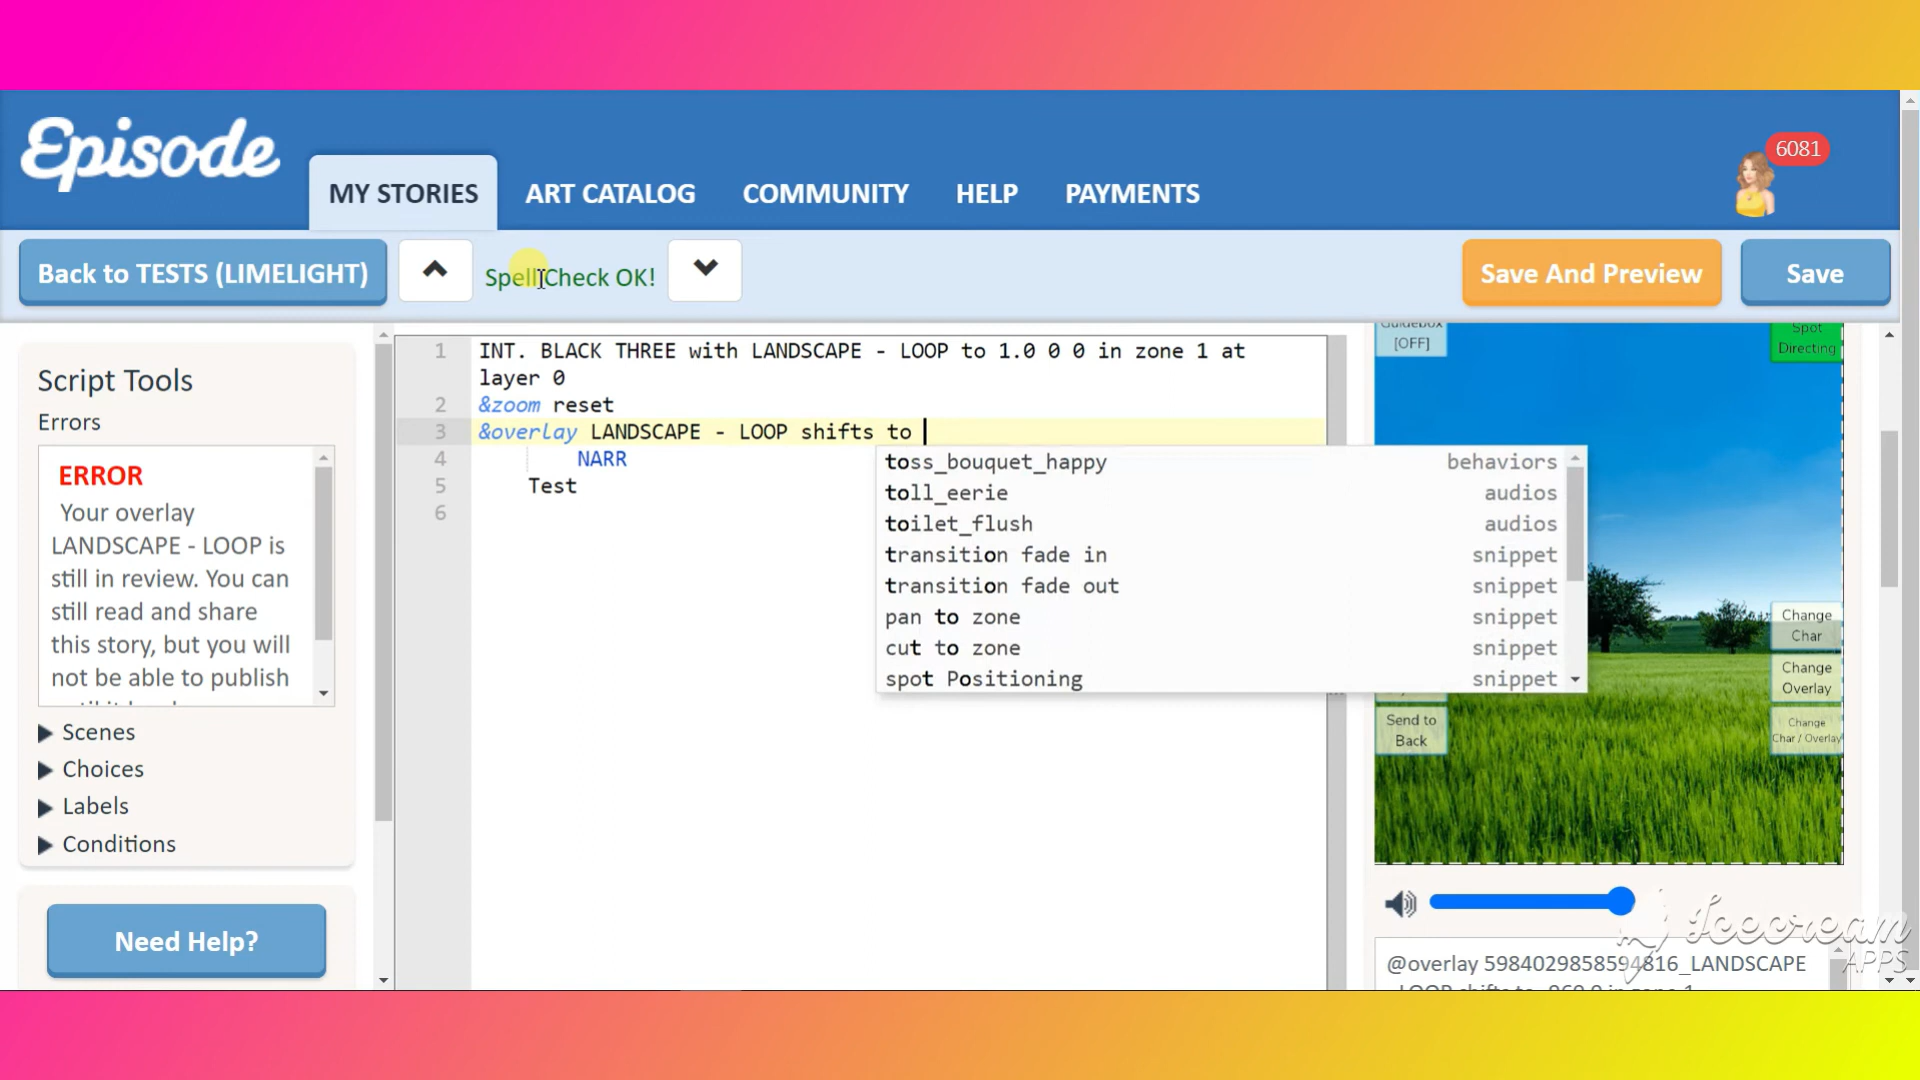 Episode
MY STORIES
ART CATALOG
COMMUNITY
HELP
PAYMENTS
6081
Back to TESTS (LIMELIGHT)
Spell Check OK!
Save And Preview
Save
Script Tools
Errors
ERROR
Your overlay
LANDSCAPE - LOOP is
still in review. You can
still read and share
this story, but you will
not be able to publish
Scenes
Choices
Labels
Conditions
Need Help?
1 INT. BLACK THREE with LANDSCAPE - LOOP to 1.0 0 0 in zone 1 at
layer 0
2 &zoom reset
3 &overlay LANDSCAPE - LOOP shifts to
4 NARR
5 Test
6
toss_bouquet_happy behaviors
toll_eerie audios
toilet_flush audios
transition fade in snippet
transition fade out snippet
pan to zone snippet
cut to zone snippet
spot Positioning snippet
Guidebox
[OFF]
Spot
Directing
Change
Char
Change
Overlay
Change
Char / Overlay
Send to
Back
@overlay 5984029858594816_LANDSCAPE
Icecream
APPS